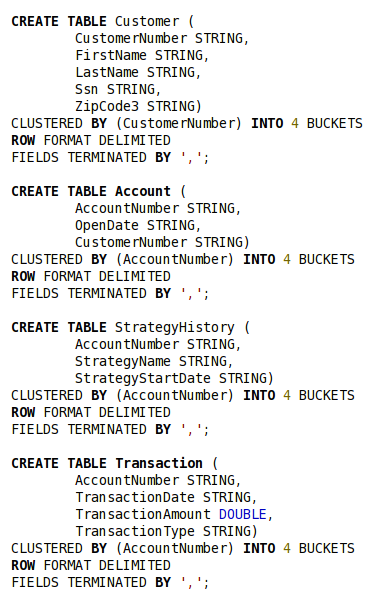 CREATE TABLE Customer (
        CustomerNumber STRING,
        FirstName STRING,
        LastName STRING,
        Ssn STRING,
        ZipCode3 STRING)
CLUSTERED BY (CustomerNumber) INTO 4 BUCKETS
ROW FORMAT DELIMITED
FIELDS TERMINATED BY ',';

CREATE TABLE Account (
        AccountNumber STRING,
        OpenDate STRING,
        CustomerNumber STRING)
CLUSTERED BY (AccountNumber) INTO 4 BUCKETS
ROW FORMAT DELIMITED
FIELDS TERMINATED BY ',';

CREATE TABLE StrategyHistory (
        AccountNumber STRING,
        StrategyName STRING,
        StrategyStartDate STRING)
CLUSTERED BY (AccountNumber) INTO 4 BUCKETS
ROW FORMAT DELIMITED
FIELDS TERMINATED BY ',';

CREATE TABLE Transaction (
        AccountNumber STRING,
        TransactionDate STRING,
        TransactionAmount DOUBLE,
        TransactionType STRING)
CLUSTERED BY (AccountNumber) INTO 4 BUCKETS
ROW FORMAT DELIMITED
FIELDS TERMINATED BY ',';